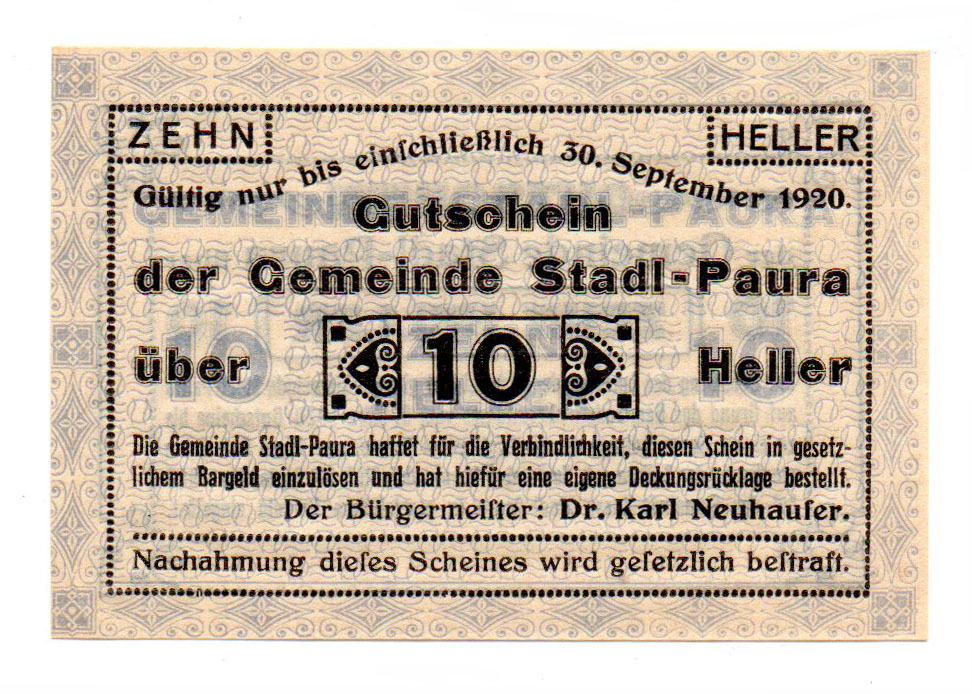 ZEHN HELLER
Gültig nur bis einſchließlich 30. September 1920.
Gutschein
der Gemeinde Stadl-Paura
über 10 Heller
Die Gemeinde Stadl-Paura haftet für die Verbindlichkeit, diesen Schein in gesetz-
lichem Bargeld einzulösen und hat hiefür eine eigene Deckungsrücklage bestellt.
Der Bürgermeiſter: Dr. Karl Neuhauſer.
Nachahmung dieſes Scheines wird geſetzlich beſtraft.